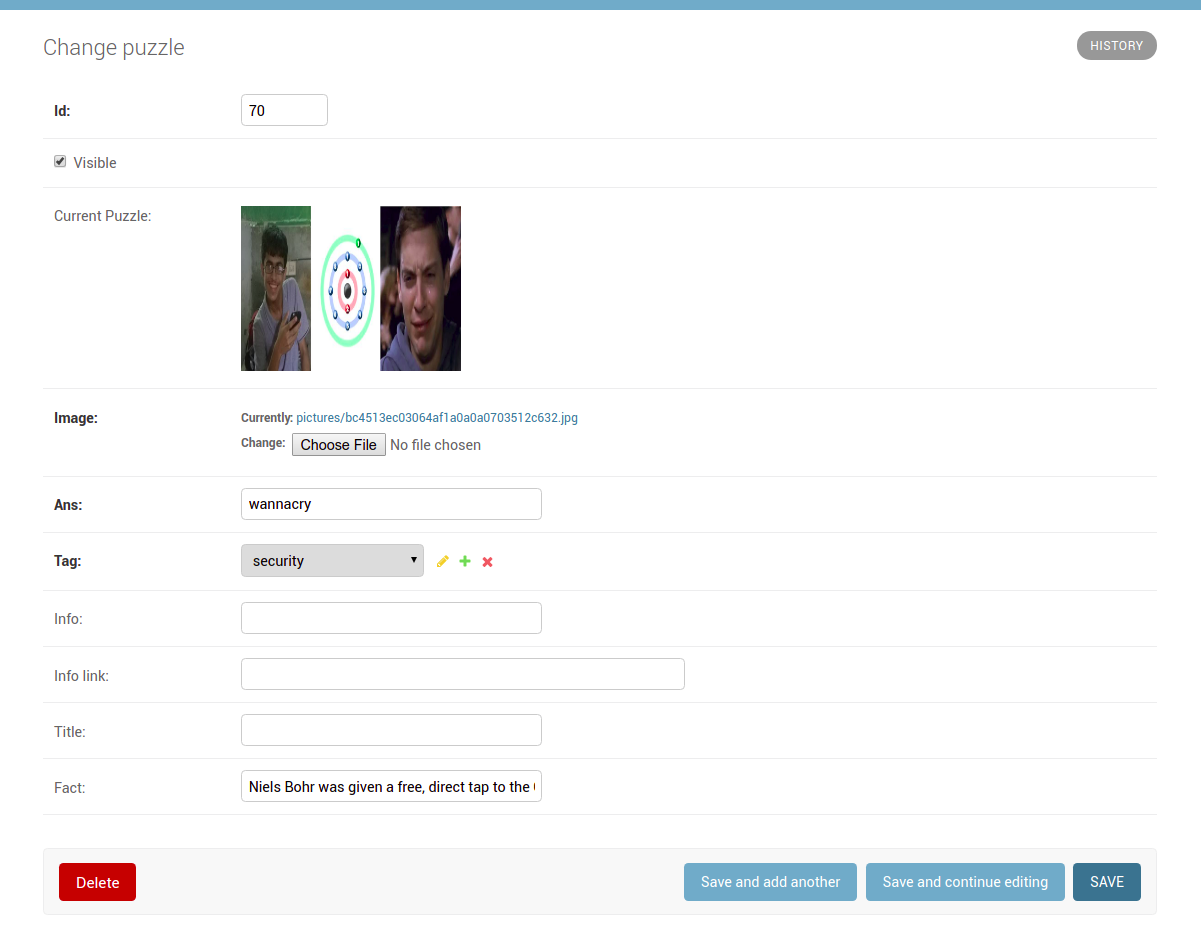 Change puzzle
HISTORY
Id: 70
Visible
Current Puzzle:
Image: Currently: pictures/bc4513ec03064af1a0a0a0703512c632.jpg
Change: Choose File No file chosen
Ans: wannacry
Tag: security
Info:
Info link:
Title:
Fact: Niels Bohr was given a free, direct tap to the
Delete Save and add another Save and continue editing SAVE